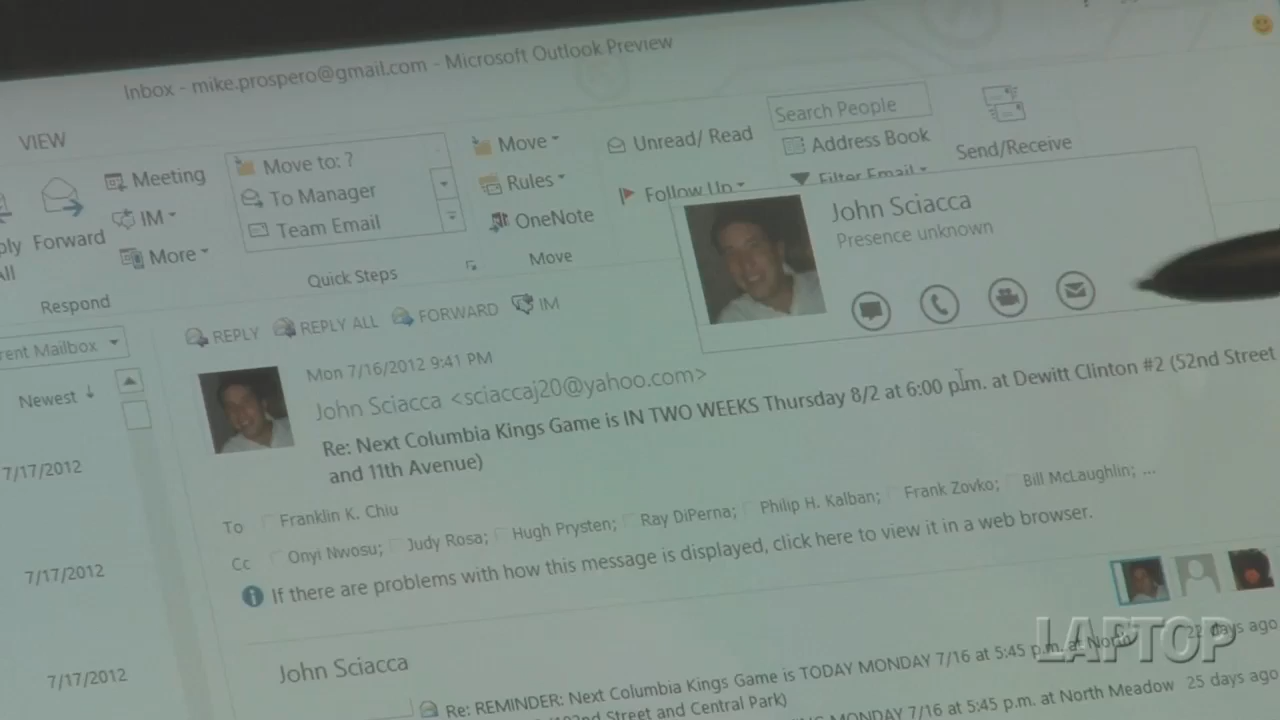 Inbox - mike.prospero@gmail.com - Microsoft Outlook Preview
VIEW
Forward
Meeting
IM
More
Respond
Move to: ?
To Manager
Team Email
Quick Steps
Move
Rules
OneNote
Move
Unread/ Read
Follow Up
Search People
Address Book
Filter Email
Send/Receive
John Sciacca
Presence unknown
REPLY REPLY ALL FORWARD IM
Mailbox
Newest
7/17/2012
7/17/2012
7/17/2012
Mon 7/16/2012 9:41 PM
John Sciacca <sciaccaj20@yahoo.com>
Re: Next Columbia Kings Game is IN TWO WEEKS Thursday 8/2 at 6:00 p.m. at Dewitt Clinton #2 (52nd Street
and 11th Avenue)
To Franklin K. Chiu
Cc Onyi Nwosu; Judy Rosa; Hugh Prysten; Ray DiPerna; Philip H. Kalban; Frank Zovko; Bill McLaughlin; ...
If there are problems with how this message is displayed, click here to view it in a web browser.
John Sciacca
Re: REMINDER: Next Columbia Kings Game is TODAY MONDAY 7/16 at 5:45 p.m. at North 22 days ago
Street and Central Park)
MONDAY 7/16 at 5:45 p.m. at North Meadow 25 days ago
LAPTOP